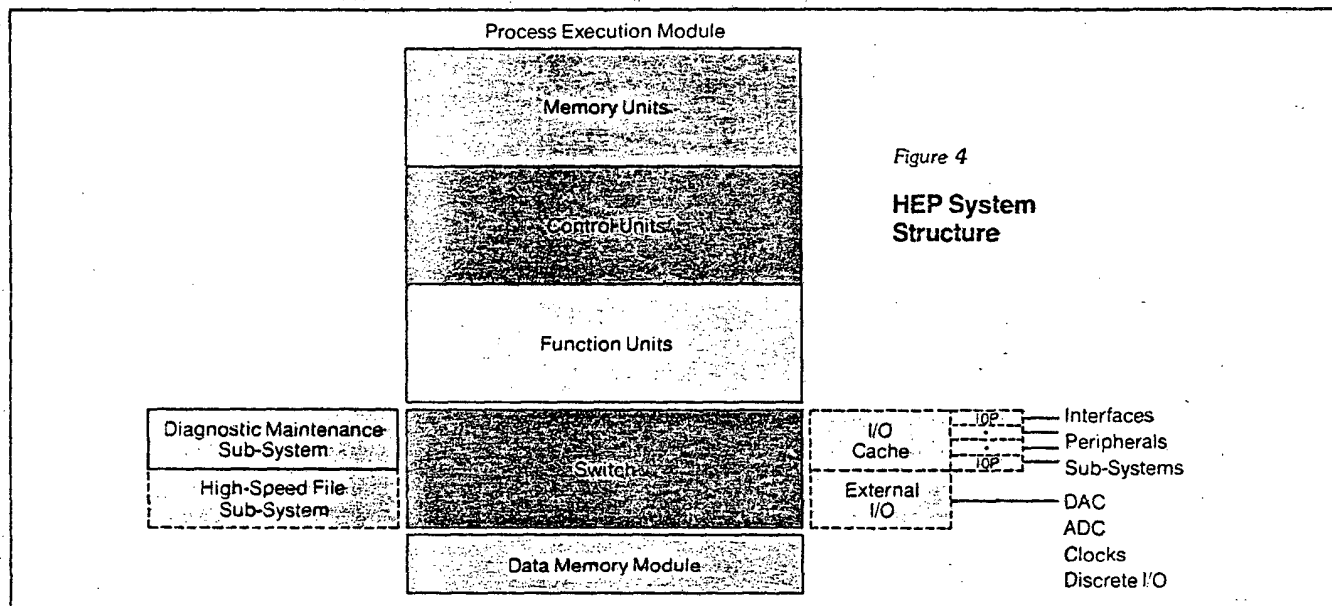 Process Execution Module
Memory Units
Control Units
Function Units
Figure 4
HEP System
Structure
Diagnostic Maintenance
Sub-System
High-Speed File
Sub-System
Switch
I/O
Cache
IOP
IOP
External
I/O
Interfaces
Peripherals
Sub-Systems
DAC
ADC
Clocks
Discrete I/O
Data Memory Module